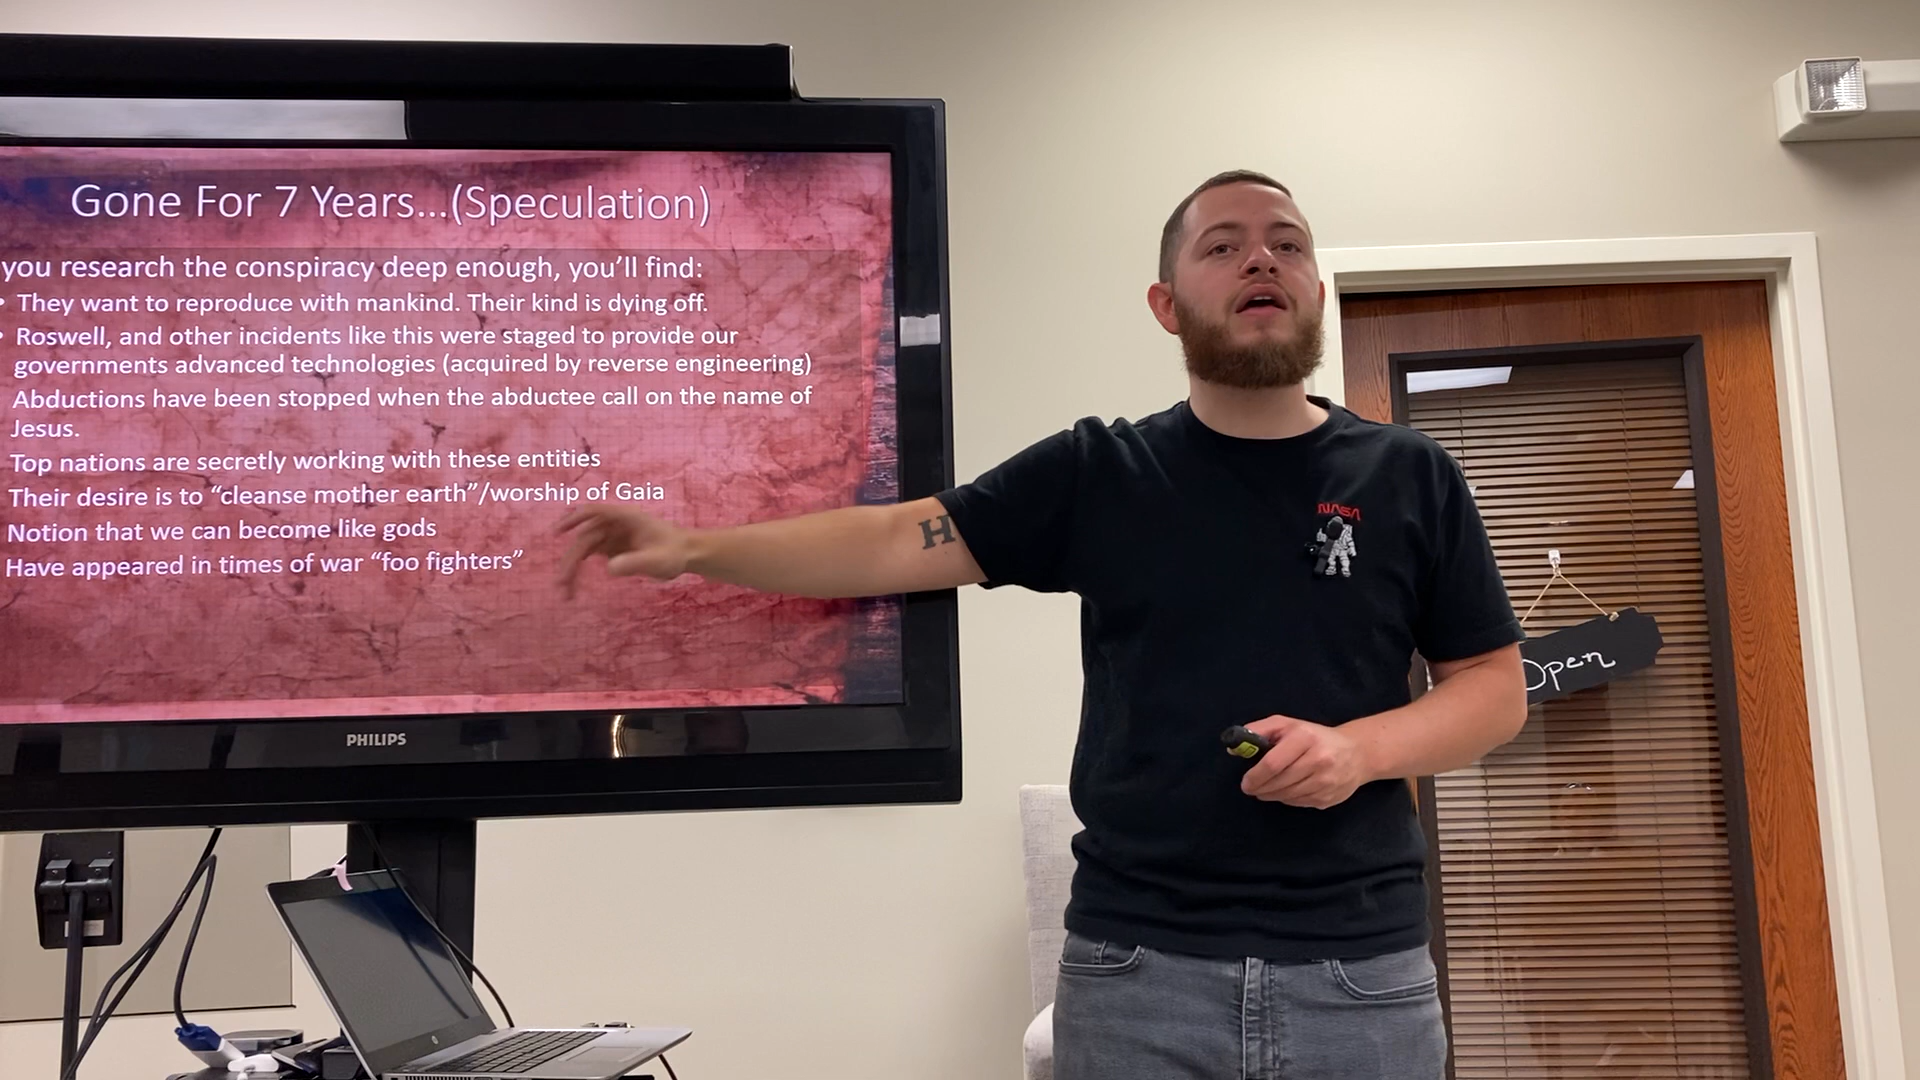 Gone For 7 Years...(Speculation)
you research the conspiracy deep enough, you'll find:
• They want to reproduce with mankind. Their kind is dying off.
• Roswell, and other incidents like this were staged to provide our
governments advanced technologies (acquired by reverse engineering)
Abductions have been stopped when the abductee call on the name of
Jesus.
Top nations are secretly working with these entities
Their desire is to “cleanse mother earth”/worship of Gaia
Notion that we can become like gods
Have appeared in times of war “foo fighters”
PHILIPS
H
NASA
Open